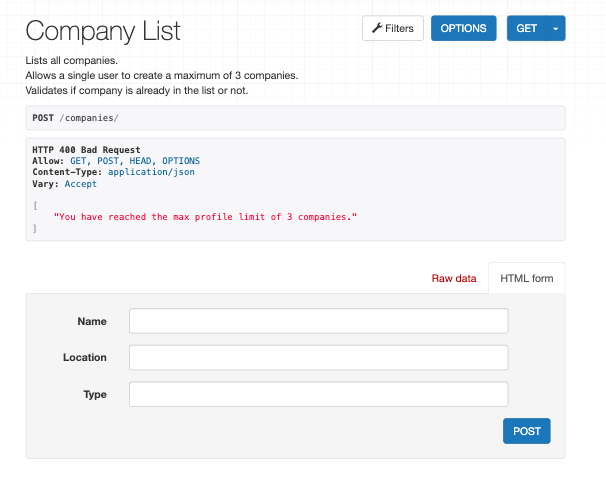 Company List
Filters
OPTIONS
GET
Lists all companies.
Allows a single user to create a maximum of 3 companies.
Validates if company is already in the list or not.
POST /companies/
HTTP 400 Bad Request
Allow: GET, POST, HEAD, OPTIONS
Content-Type: application/json
Vary: Accept
[
"You have reached the max profile limit of 3 companies."
]
Raw data
HTML form
Name
Location
Type
POST